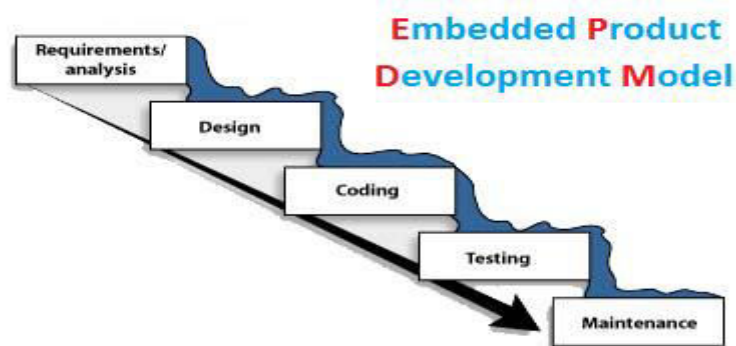 Embedded Product
Development Model
Requirements/
analysis
Design
Coding
Testing
Maintenance